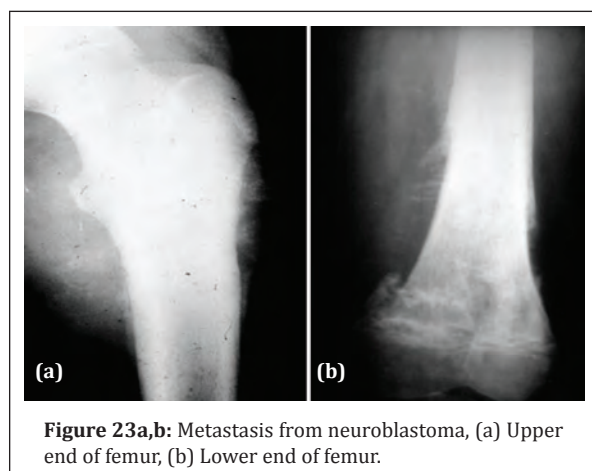 (a)
(b)
Figure 23a,b: Metastasis from neuroblastoma, (a) Upper
end of femur, (b) Lower end of femur.